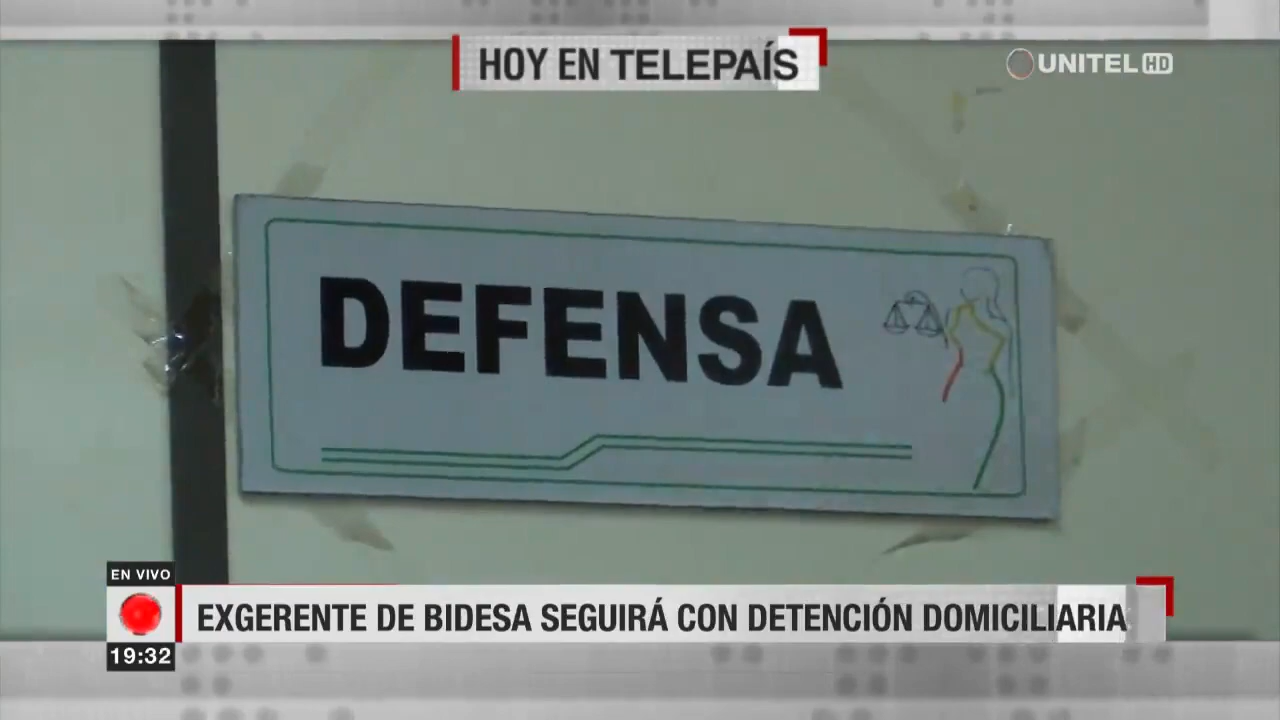 HOY EN TELEPAÍS
UNITEL HD
DEFENSA
EN VIVO
EXGERENTE DE BIDESA SEGUIRÁ CON DETENCIÓN DOMICILIARIA
19:32